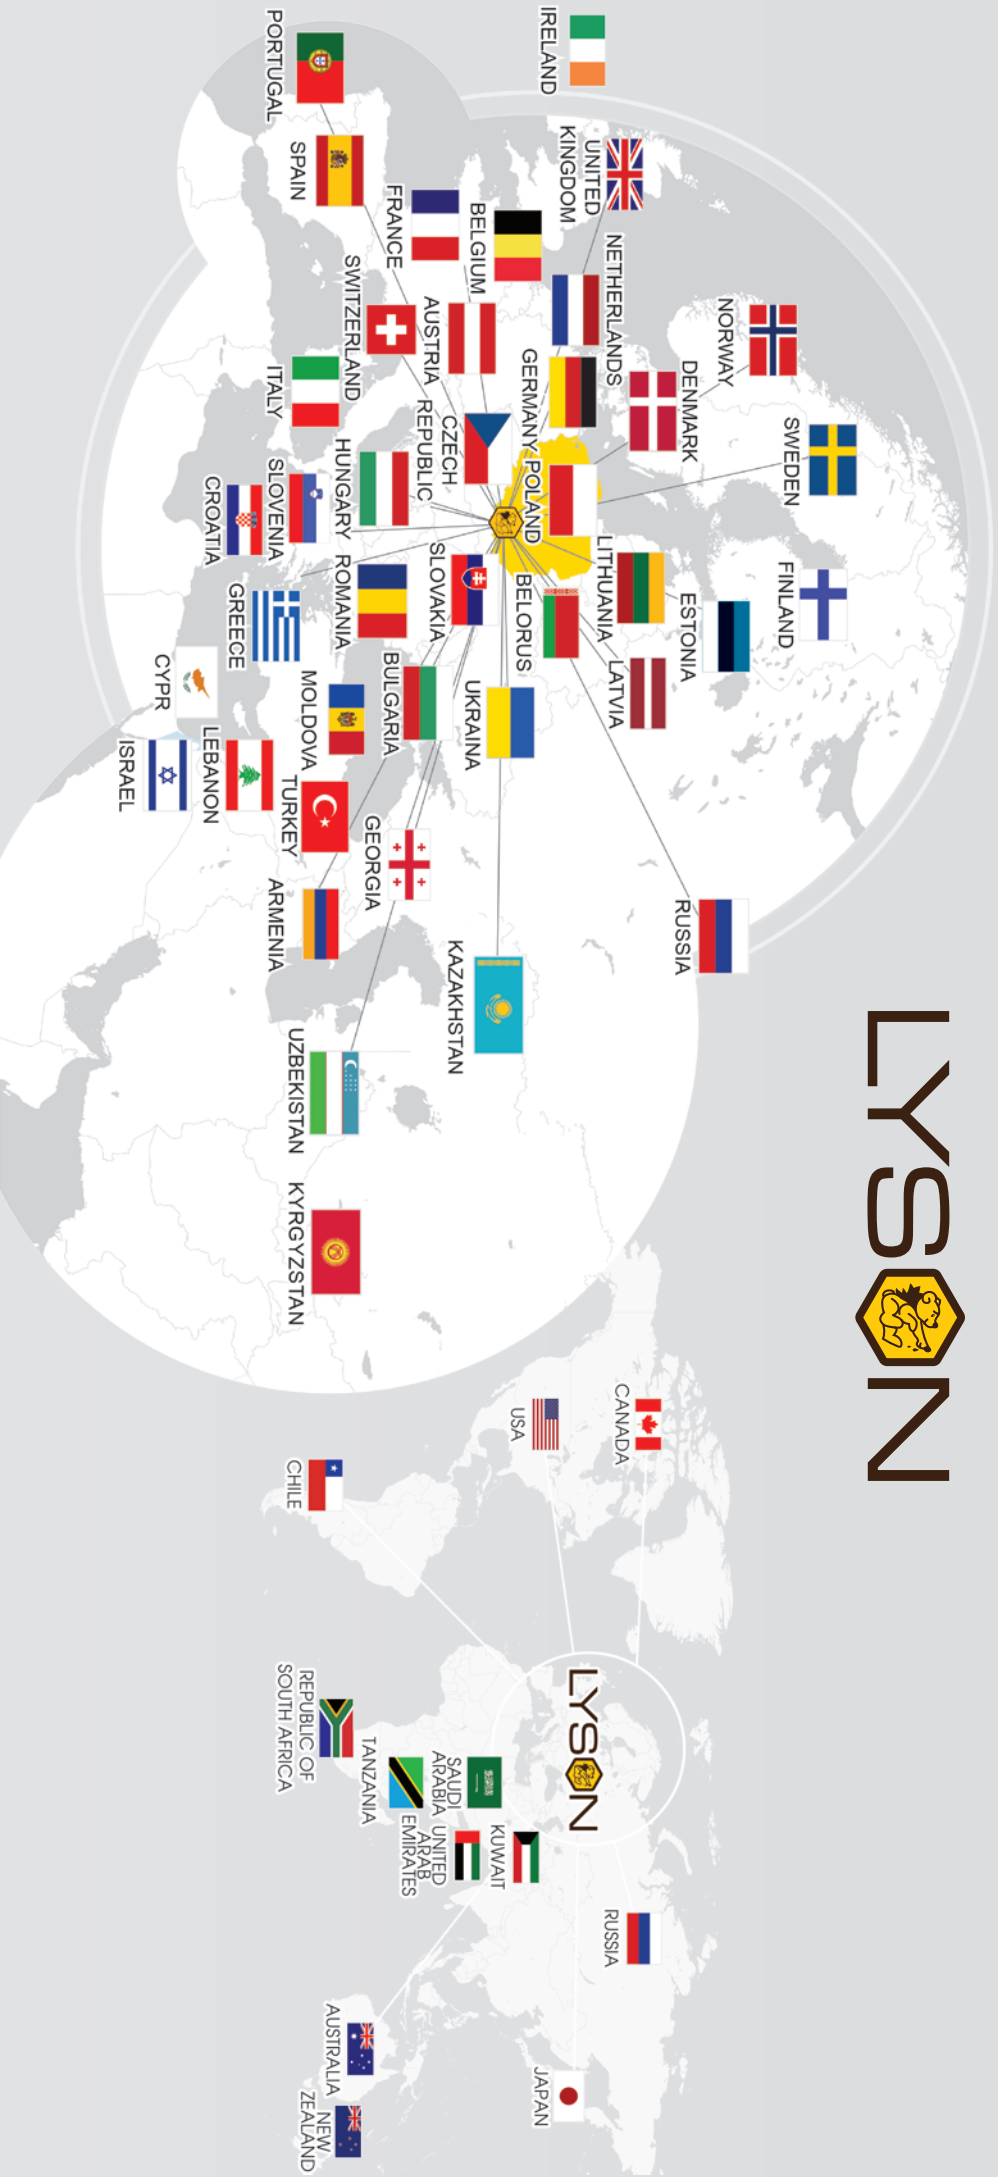 LYSON
IRELAND
UNITED
KINGDOM
NORWAY
SWEDEN
FINLAND
DENMARK
NETHERLANDS
ESTONIA
LATVIA
LITHUANIA
RUSSIA
PORTUGAL
SPAIN
FRANCE
BELGIUM
GERMANY
POLAND
BELORUS
SWITZERLAND
AUSTRIA
CZECH
REPUBLIC
SLOVAKIA
UKRAINA
KAZAKHSTAN
ITALY
HUNGARY
ROMANIA
BULGARIA
GEORGIA
SLOVENIA
CROATIA
GREECE
MOLDOVA
TURKEY
ARMENIA
UZBEKISTAN
KYRGYZSTAN
CYPR
LEBANON
ISRAEL
CANADA
USA
CHILE
LYSON
RUSSIA
JAPAN
KUWAIT
SAUDI
ARABIA
UNITED
ARAB
EMIRATES
TANZANIA
REPUBLIC OF
SOUTH AFRICA
AUSTRALIA
NEW
ZEALAND